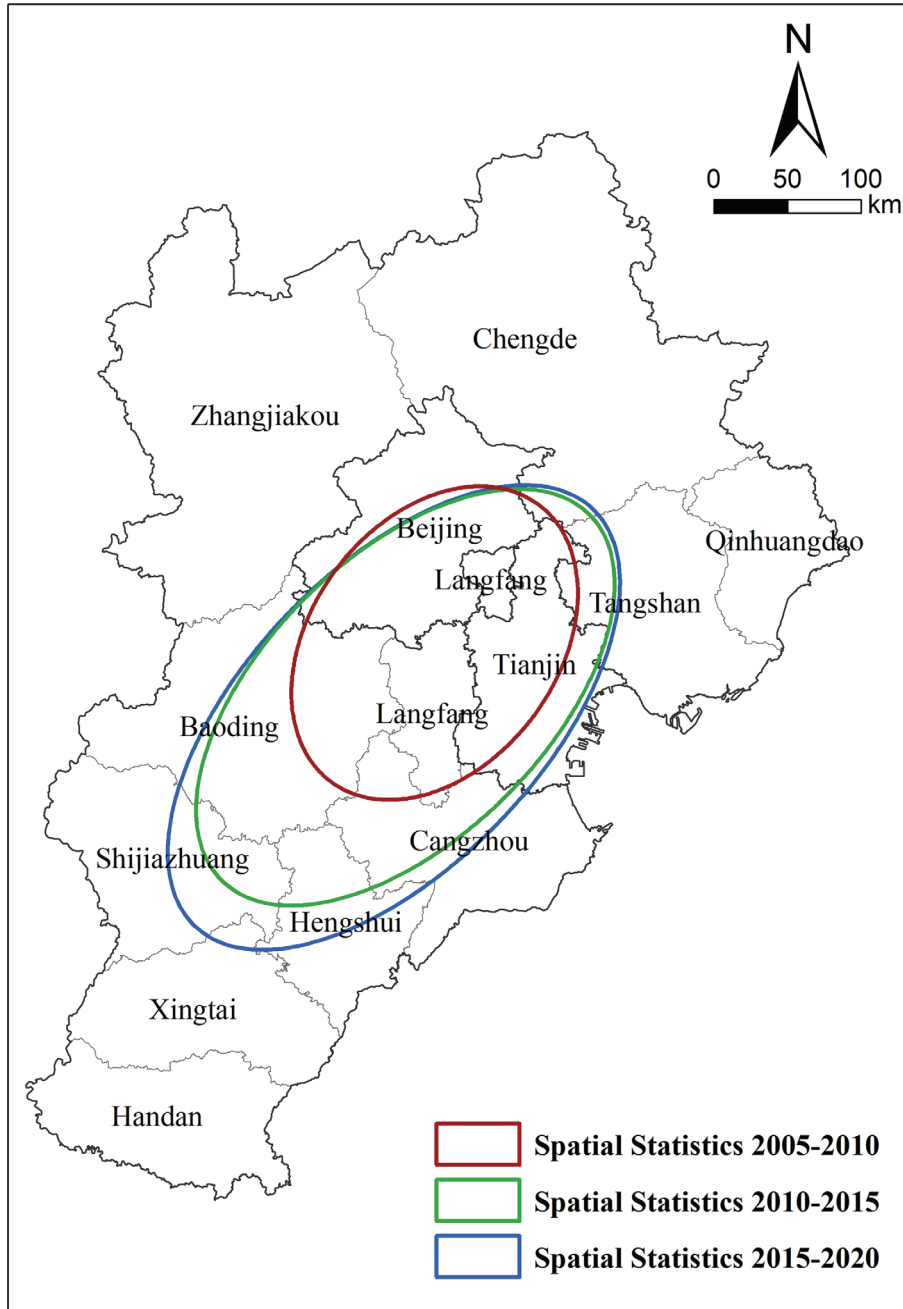 N
0 50 100
km
Chengde
Zhangjiakou
Beijing
Qinhuangdao
Langfang
Tangshan
Tianjin
Langfang
Baoding
Cangzhou
Shijiazhuang
Hengshui
Xingtai
Handan
Spatial Statistics 2005-2010
Spatial Statistics 2010-2015
Spatial Statistics 2015-2020